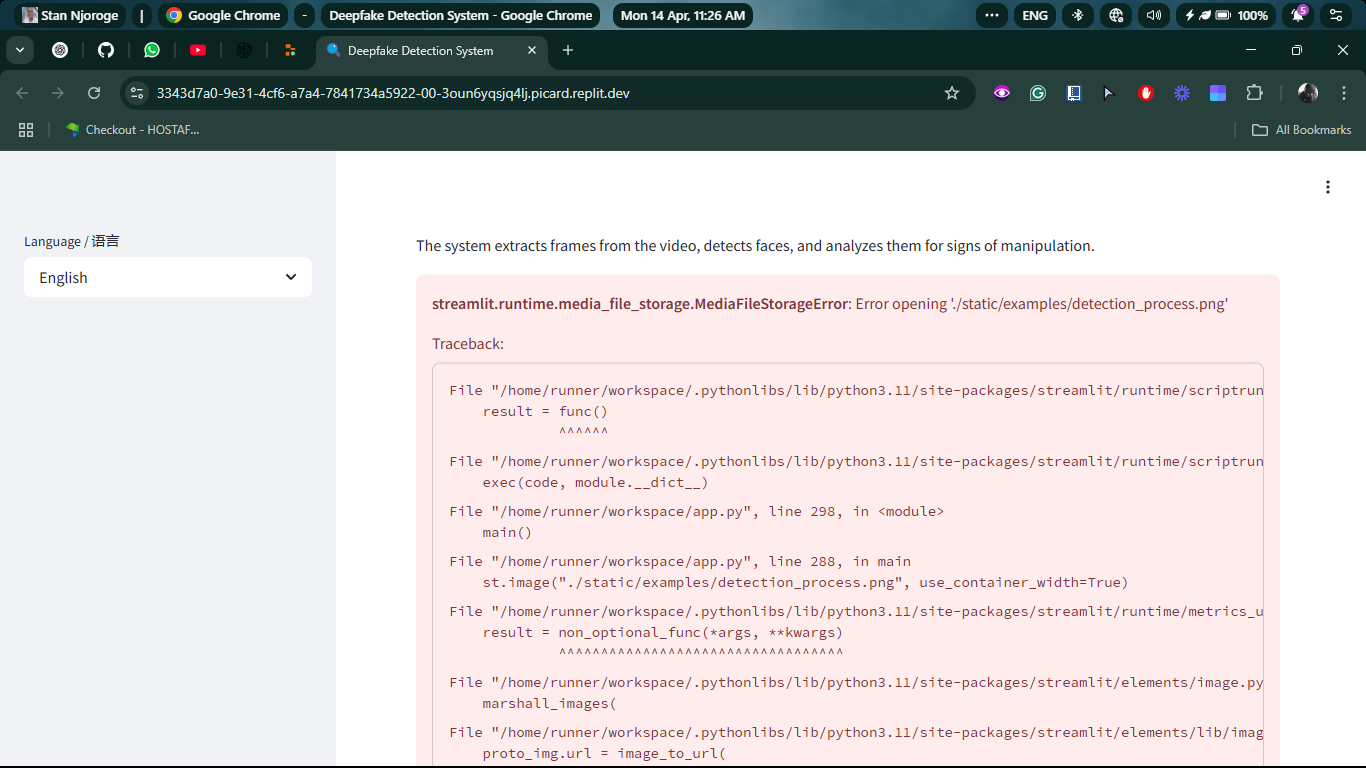 Stan Njoroge | Google Chrome - Deepfake Detection System - Google Chrome Mon 14 Apr, 11:26 AM ENG 100% 5
Deepfake Detection System
3343d7a0-9e31-4cf6-a7a4-7841734a5922-00-3oun6yqsjq4lj.picard.replit.dev
Checkout - HOSTAF... All Bookmarks
Language / 语言
English
The system extracts frames from the video, detects faces, and analyzes them for signs of manipulation.
streamlit.runtime.media_file_storage.MediaFileStorageError: Error opening './static/examples/detection_process.png'
Traceback:
File "/home/runner/workspace/.pythonlibs/lib/python3.11/site-packages/streamlit/runtime/scriptrun
result = func()
^^^^^^
File "/home/runner/workspace/.pythonlibs/lib/python3.11/site-packages/streamlit/runtime/scriptrun
exec(code, module.__dict__)
File "/home/runner/workspace/app.py", line 298, in <module>
main()
File "/home/runner/workspace/app.py", line 288, in main
st.image("./static/examples/detection_process.png", use_container_width=True)
File "/home/runner/workspace/.pythonlibs/lib/python3.11/site-packages/streamlit/runtime/metrics_u
result = non_optional_func(*args, **kwargs)
^^^^^^^^^^^^^^^^^^^^^^^^^^^^^^^^^^
File "/home/runner/workspace/.pythonlibs/lib/python3.11/site-packages/streamlit/elements/image.py
marshall_images(
File "/home/runner/workspace/.pythonlibs/lib/python3.11/site-packages/streamlit/elements/lib/imag
proto_img.url = image_to_url(